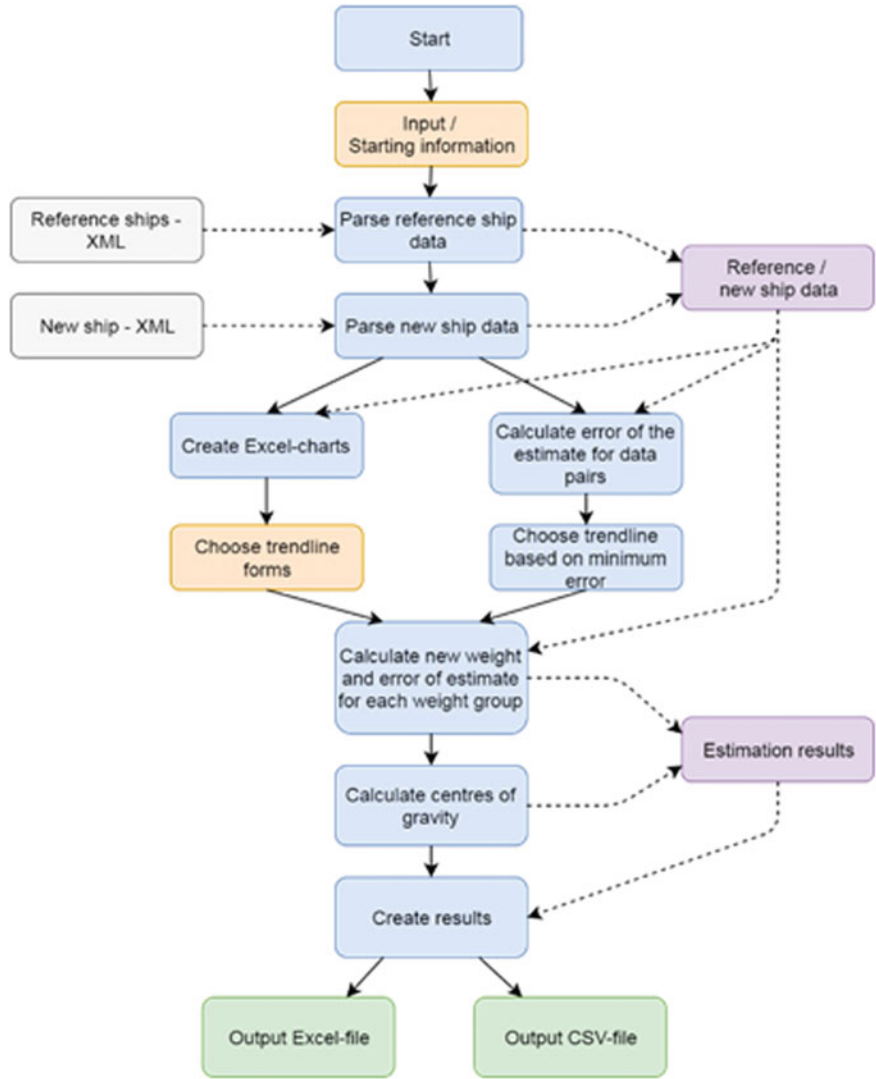 Start
Input /
Starting information
Reference ships -
XML
Parse reference ship
data
Reference /
new ship data
New ship - XML
Parse new ship data
Create Excel-charts
Calculate error of the
estimate for data
pairs
Choose trendline
forms
Choose trendline
based on minimum
error
Calculate new weight
and error of estimate
for each weight group
Estimation results
Calculate centres of
gravity
Create results
Output Excel-file
Output CSV-file